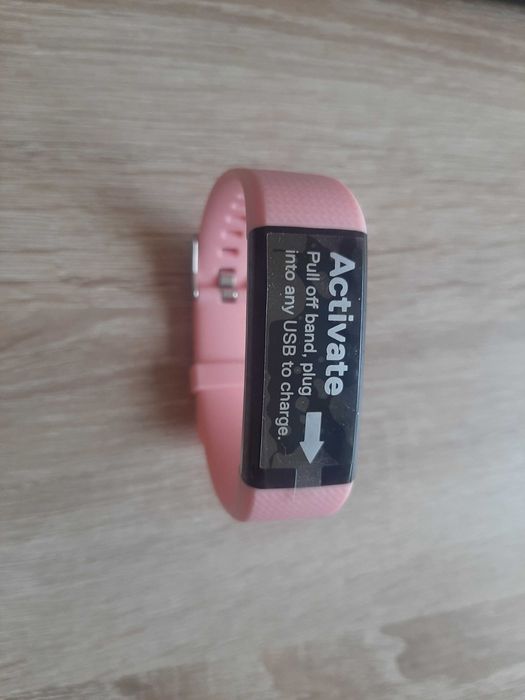 Activate
Pull off band, plug
into any USB to charge.